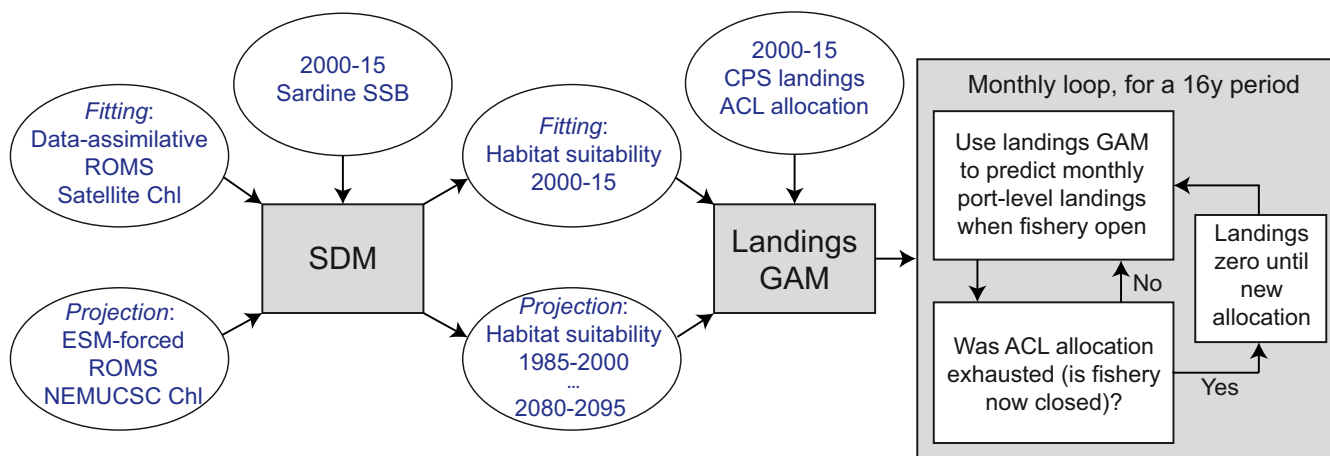 Fitting:
Data-assimilative
ROMS
Satellite Chl
2000-15
Sardine SSB
Projection:
ESM-forced
ROMS
NEMUCSC Chl
SDM
Fitting:
Habitat suitability
2000-15
Projection:
Habitat suitability
1985-2000
...
2080-2095
2000-15
CPS landings
ACL allocation
Landings
GAM
Monthly loop, for a 16y period
Use landings GAM
to predict monthly
port-level landings
when fishery open
No
Was ACL allocation
exhausted (is fishery
now closed)?
Yes
Landings
zero until
new
allocation